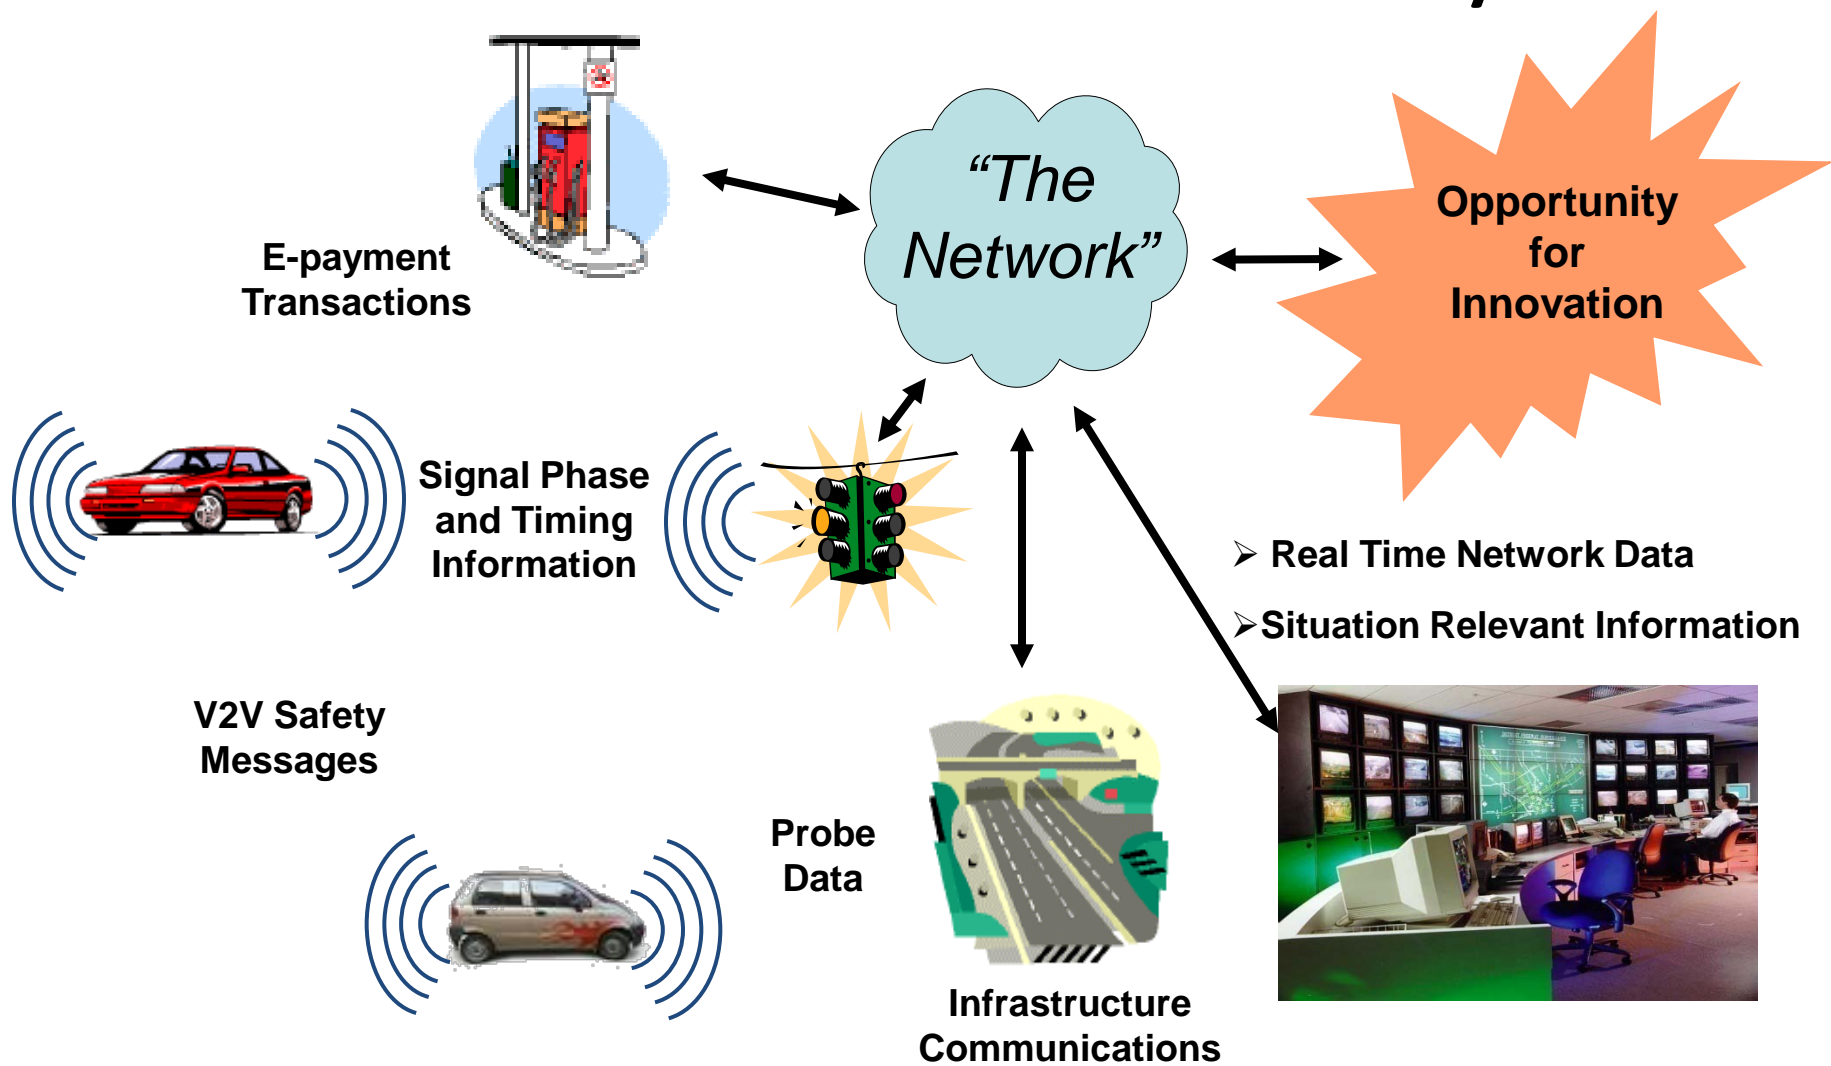 “The
Network”
Opportunity
for
Innovation
E-payment
Transactions
Signal Phase
and Timing
Information
➢ Real Time Network Data
➢Situation Relevant Information
V2V Safety
Messages
Probe
Data
Infrastructure
Communications